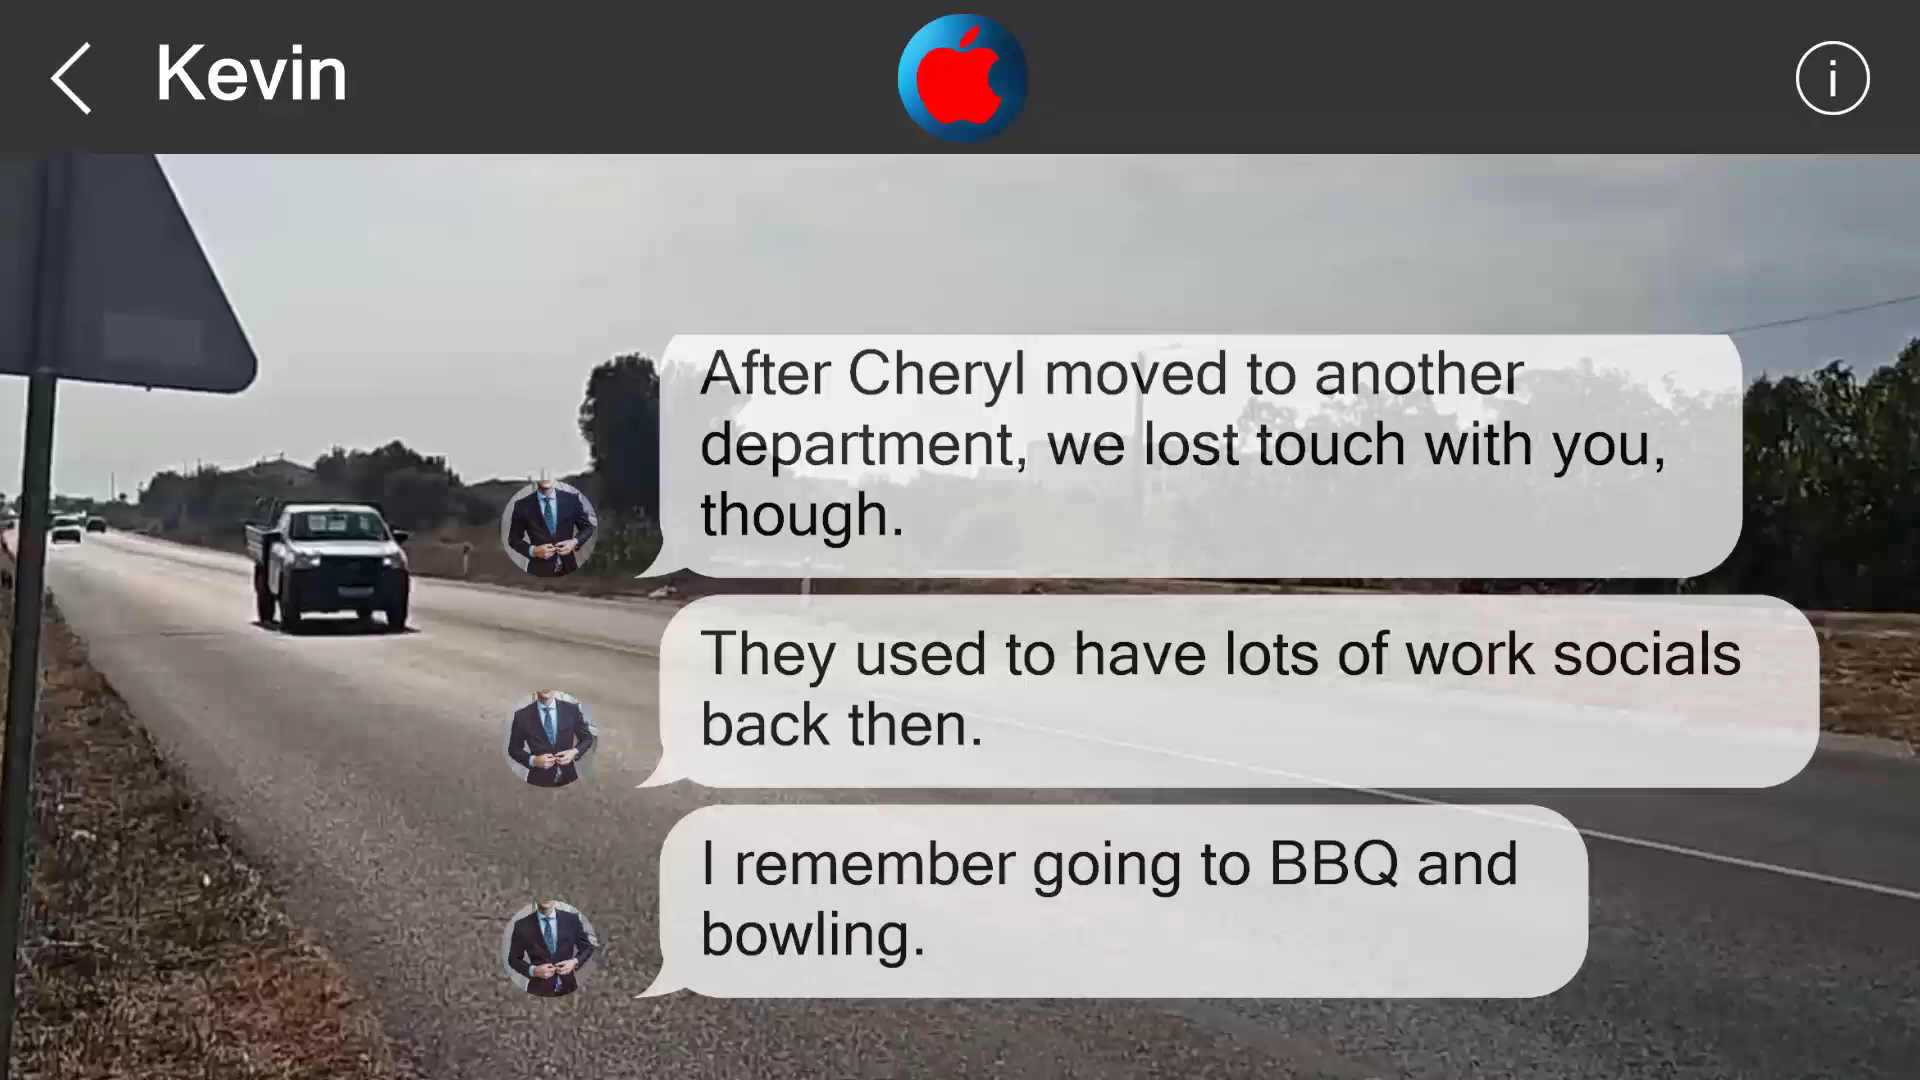 Kevin
After Cheryl moved to another
department, we lost touch with you,
though.
They used to have lots of work socials
back then.
I remember going to BBQ and
bowling.